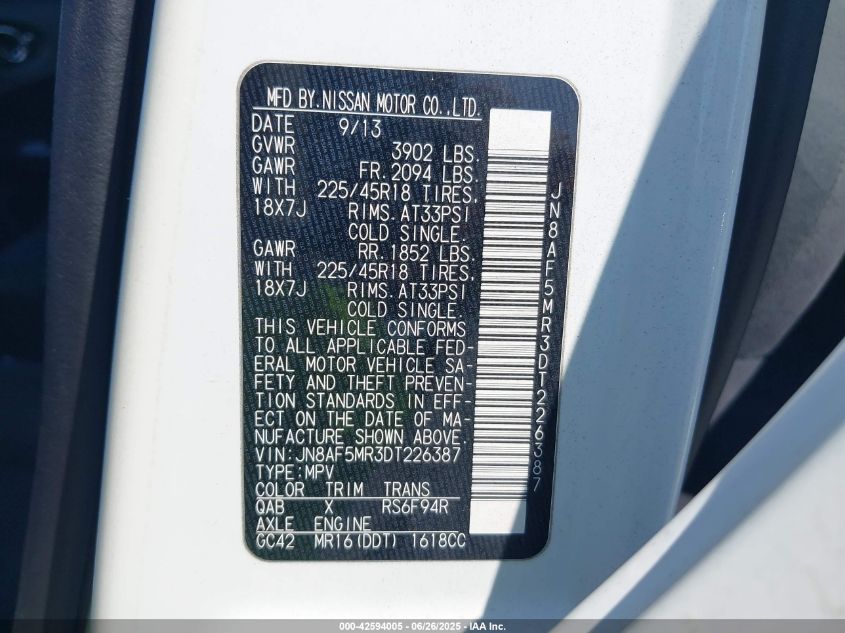 MFD BY.NISSAN MOTOR CO.,LTD.
DATE 9/13
GVWR 3902 LBS.
GAWR FR.2094 LBS.
WITH 225/45R18 TIRES.
18X7J RIMS.AT33PSI
COLD SINGLE.
GAWR RR.1852 LBS.
WITH 225/45R18 TIRES.
18X7J RIMS.AT33PSI
COLD SINGLE.
THIS VEHICLE CONFORMS
TO ALL APPLICABLE FED-
ERAL MOTOR VEHICLE SA-
FETY AND THEFT PREVEN-
TION STANDARDS IN EFF-
ECT ON THE DATE OF MA-
NUFACTURE SHOWN ABOVE.
VIN:JN8AF5MR3DT226387
TYPE:MPV
COLOR TRIM TRANS
QAB X RS6F94R
AXLE ENGINE
GC42 MR16(DDT) 1618CC
JN8AF5MR3DT226387
000-42594005 - 06/26/2025 - IAA Inc.